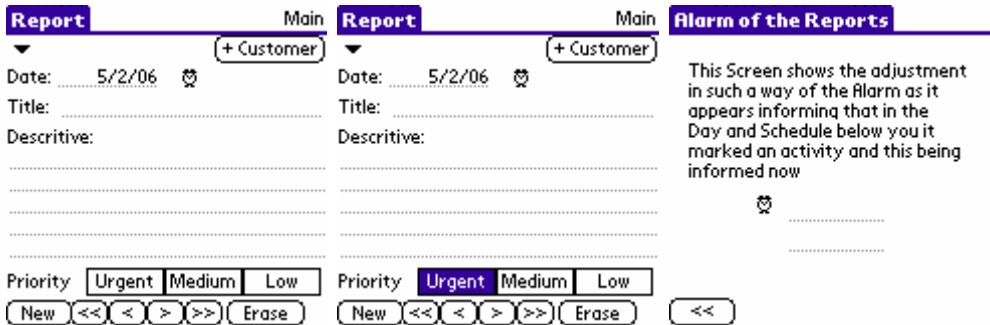 Report Main
+ Customer
Date: 5/2/06
Title:
Descritive:
Priority Urgent Medium Low
New << < > >> Erase
Report Main
+ Customer
Date: 5/2/06
Title:
Descritive:
Priority Urgent Medium Low
New << < > >> Erase
Alarm of the Reports
This Screen shows the adjustment
in such a way of the Alarm as it
appears informing that in the
Day and Schedule below you it
marked an activity and this being
informed now
<<